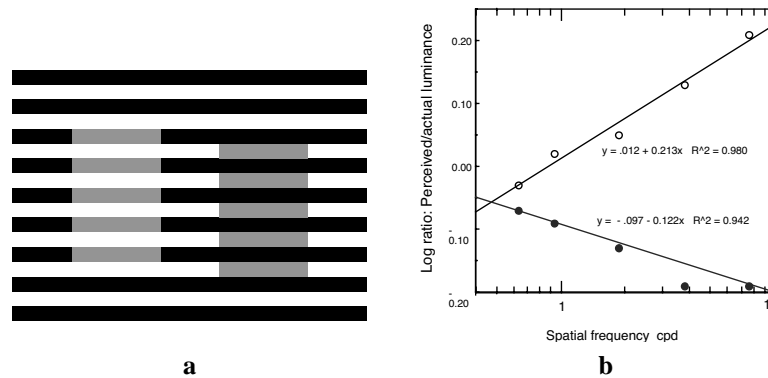 0.20
0.10
0.00
-
0.10
-
0.20
Log ratio: Perceived/actual luminance
y = .012 + 0.213x R^2 = 0.980
y = - .097 - 0.122x R^2 = 0.942
1
1
Spatial frequency cpd
a
b